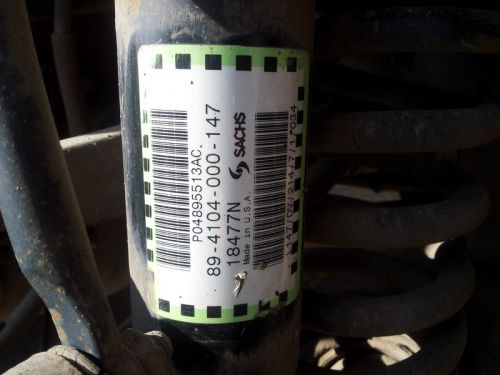 P04895513AC.
89-4104-000-147
18477N
SACHS
Made in U.S.A.